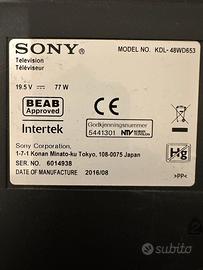 SONY
MODEL NO. KDL- 48WD653
Television
Téléviseur
19.5 V 77 W
BEAB
Approved
Intertek
CE
Godkjenningsnummer
5441301 NTV
Sony Corporation,
1-7-1 Konan Minato-ku Tokyo, 108-0075 Japan
SERIAL NO. 6014938
DATE OF MANUFACTURE 2016/08
Hg
>PP<
subito